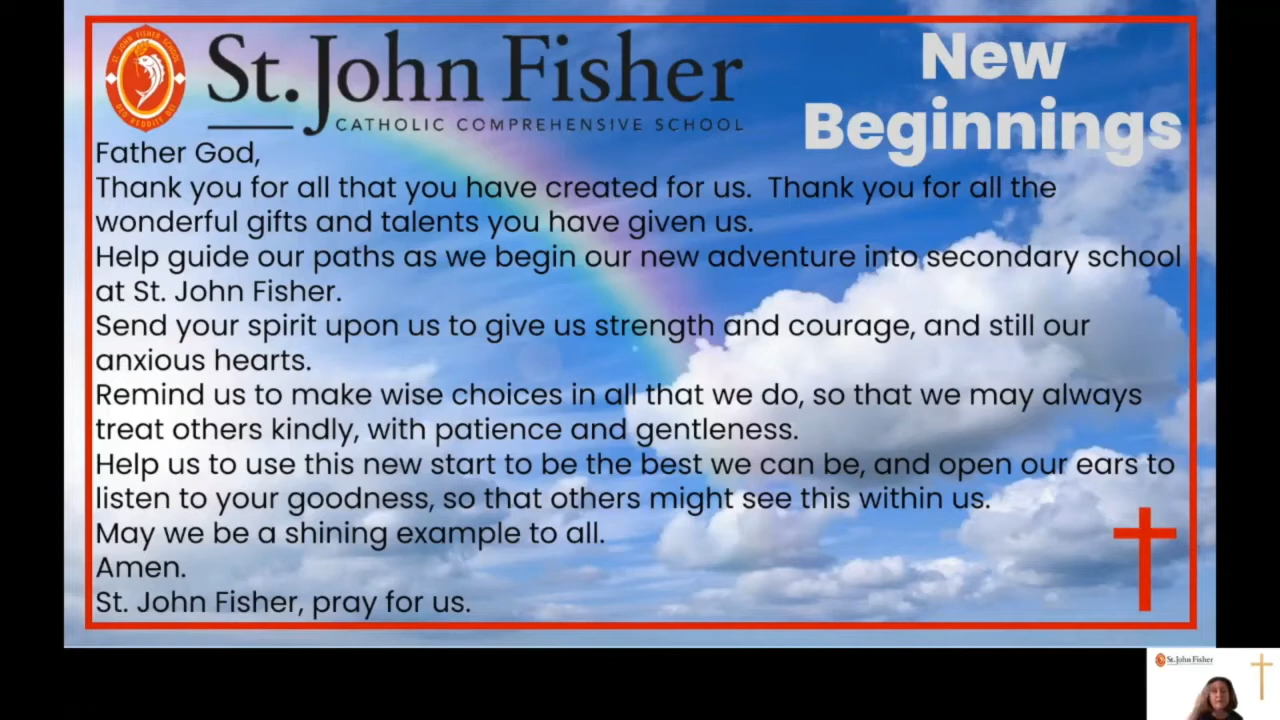 St. John Fisher
CATHOLIC COMPREHENSIVE SCHOOL
New
Beginnings
Father God,
Thank you for all that you have created for us.  Thank you for all the
wonderful gifts and talents you have given us.
Help guide our paths as we begin our new adventure into secondary school
at St. John Fisher.
Send your spirit upon us to give us strength and courage, and still our
anxious hearts.
Remind us to make wise choices in all that we do, so that we may always
treat others kindly, with patience and gentleness.
Help us to use this new start to be the best we can be, and open our ears to
listen to your goodness, so that others might see this within us.
May we be a shining example to all.
Amen.
St. John Fisher, pray for us.
St. John Fisher